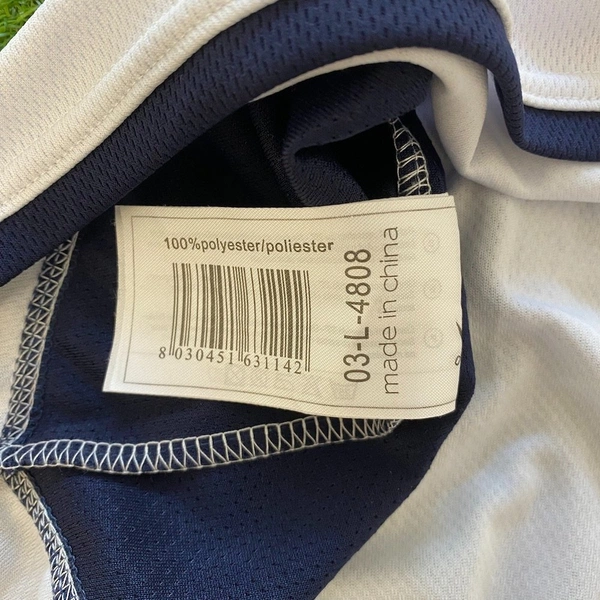 100%polyester/poliester
8 030451 631142
03-L-4808
made in china